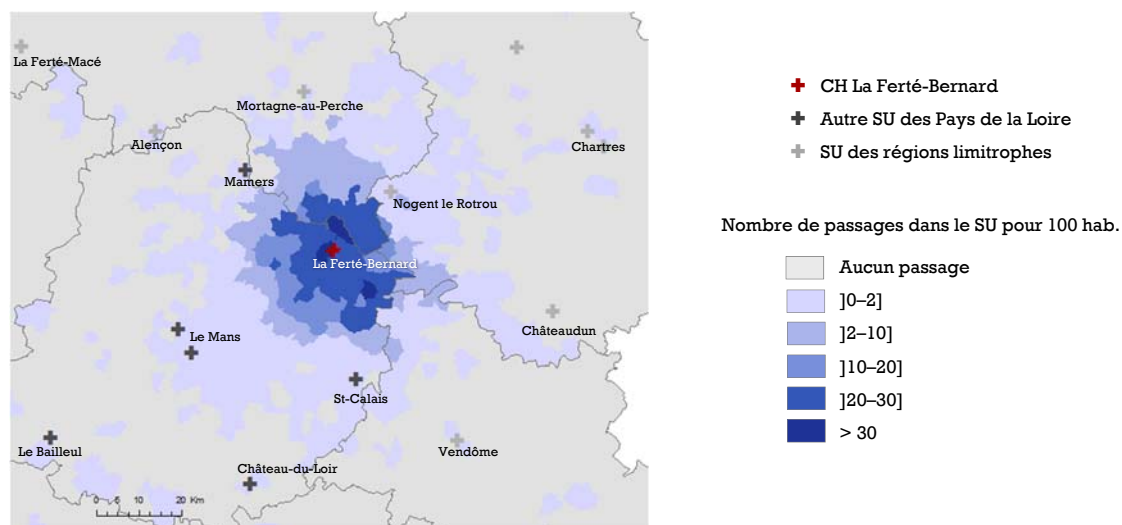 La Ferté-Macé
Mortagne-au-Perche
Alençon
Chartres
Mamers
Nogent le Rotrou
La Ferté-Bernard
Châteaudun
Le Mans
St-Calais
Le Bailleul
Vendôme
Château-du-Loir
0 5 10 20 Km
CH La Ferté-Bernard
Autre SU des Pays de la Loire
SU des régions limitrophes
Nombre de passages dans le SU pour 100 hab.
Aucun passage
]0–2]
]2–10]
]10–20]
]20–30]
> 30